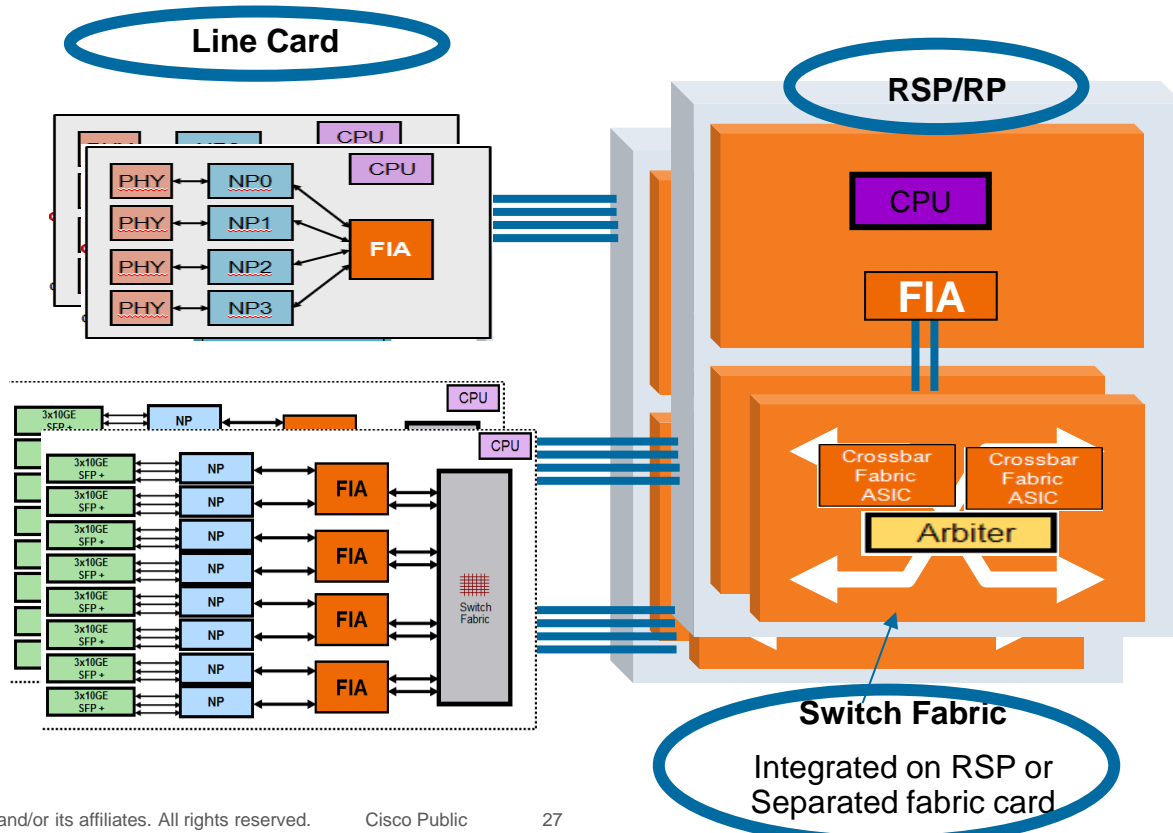 Line Card
RSP/RP
CPU
CPU
PHY
NP0
PHY
NP1
PHY
NP2
PHY
NP3
FIA
CPU
FIA
Crossbar
Fabric
ASIC
Crossbar
Fabric
ASIC
Arbiter
CPU
3x10GE
SFP +
NP
CPU
3x10GE
SFP +
NP
3x10GE
SFP +
NP
3x10GE
SFP +
NP
3x10GE
SFP +
NP
3x10GE
SFP +
NP
3x10GE
SFP +
NP
3x10GE
SFP +
NP
3x10GE
SFP +
NP
FIA
FIA
FIA
FIA
Switch
Fabric
Switch Fabric
Integrated on RSP or
Separated fabric card
and/or its affiliates. All rights reserved. Cisco Public 27